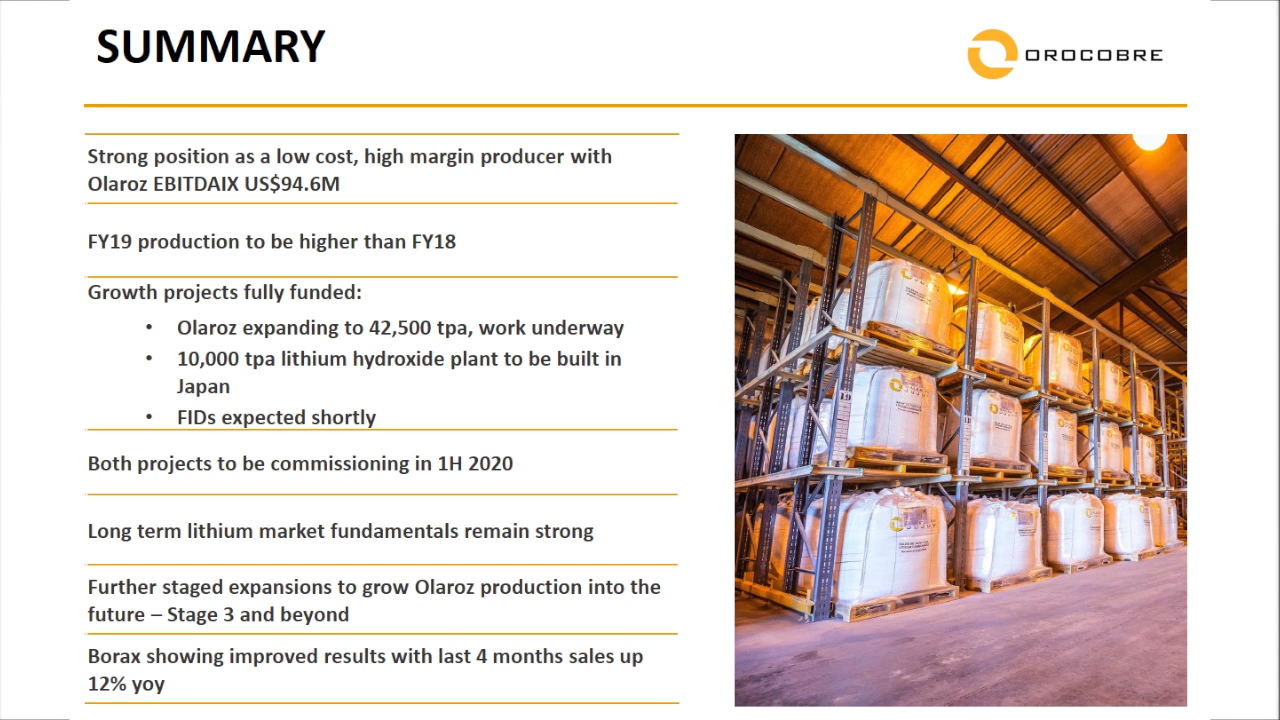 SUMMARY
OROCOBRE
Strong position as a low cost, high margin producer with
Olaroz EBITDAIX US$94.6M
FY19 production to be higher than FY18
Growth projects fully funded:
• Olaroz expanding to 42,500 tpa, work underway
• 10,000 tpa lithium hydroxide plant to be built in
Japan
• FIDs expected shortly
Both projects to be commissioning in 1H 2020
Long term lithium market fundamentals remain strong
Further staged expansions to grow Olaroz production into the
future – Stage 3 and beyond
Borax showing improved results with last 4 months sales up
12% yoy
19